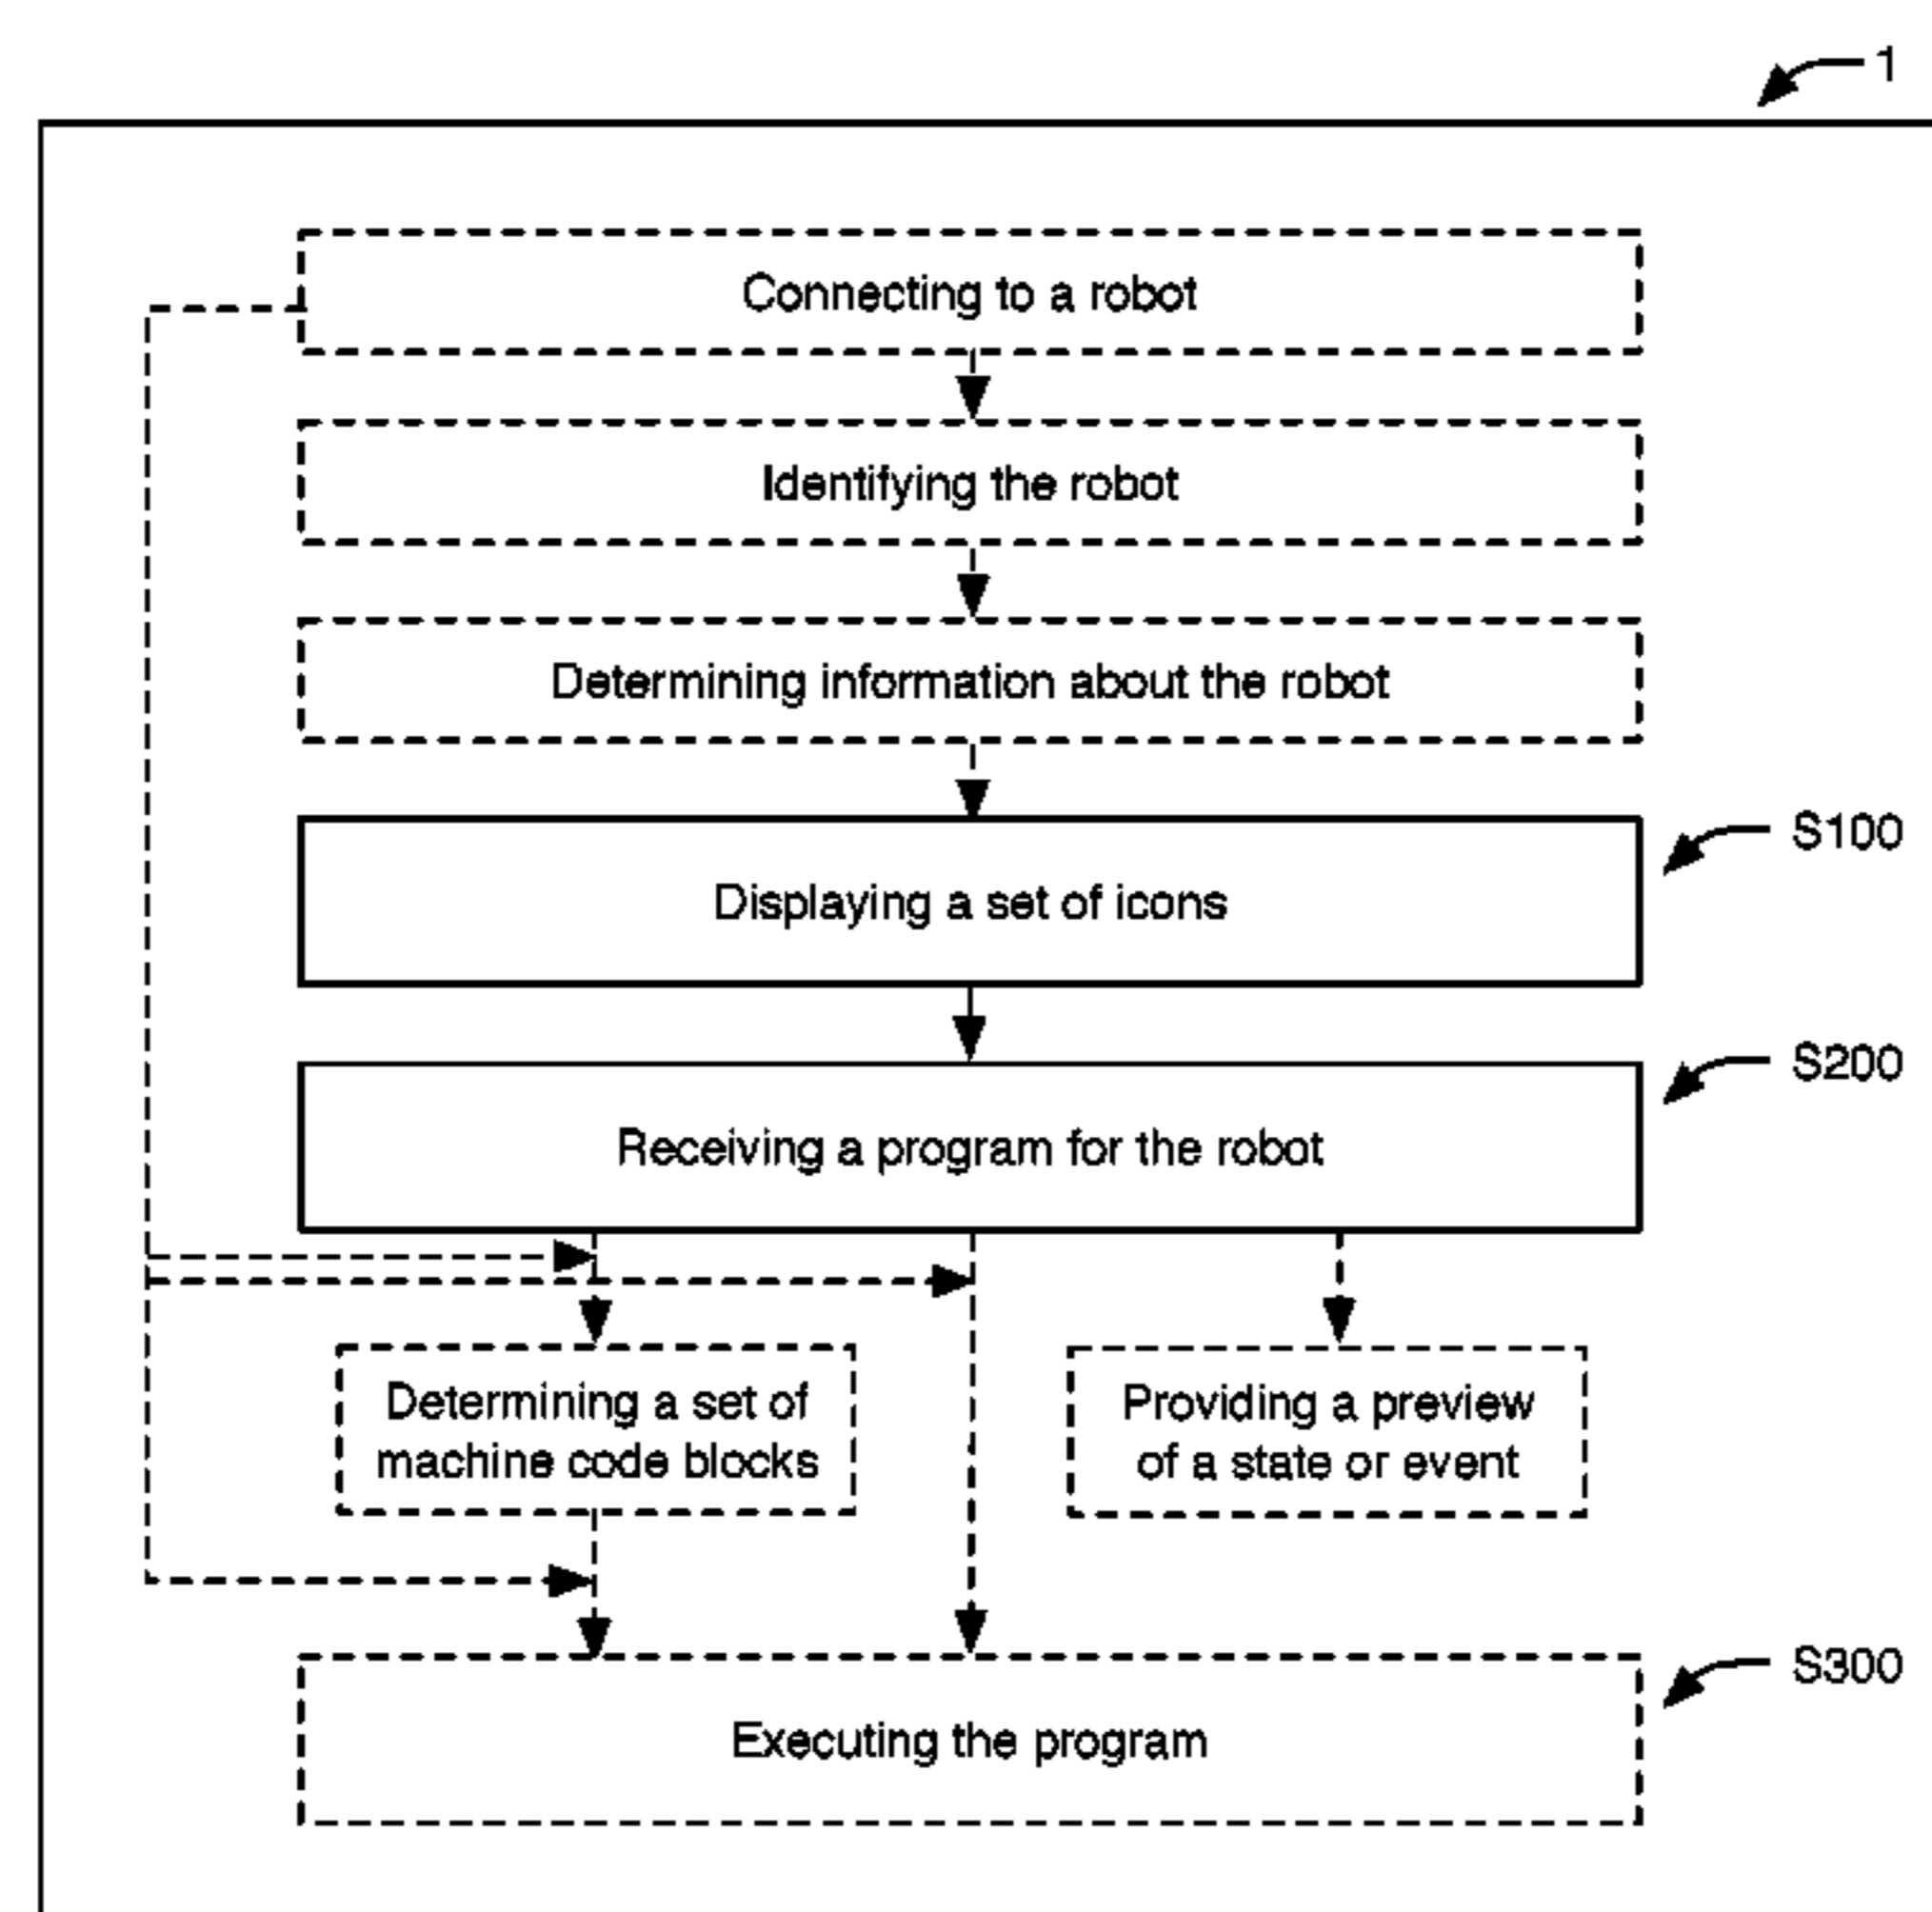 1
Connecting to a robot
Identifying the robot
Determining information about the robot
S100
Displaying a set of icons
S200
Receiving a program for the robot
Determining a set of
machine code blocks
Providing a preview
of a state or event
S300
Executing the program